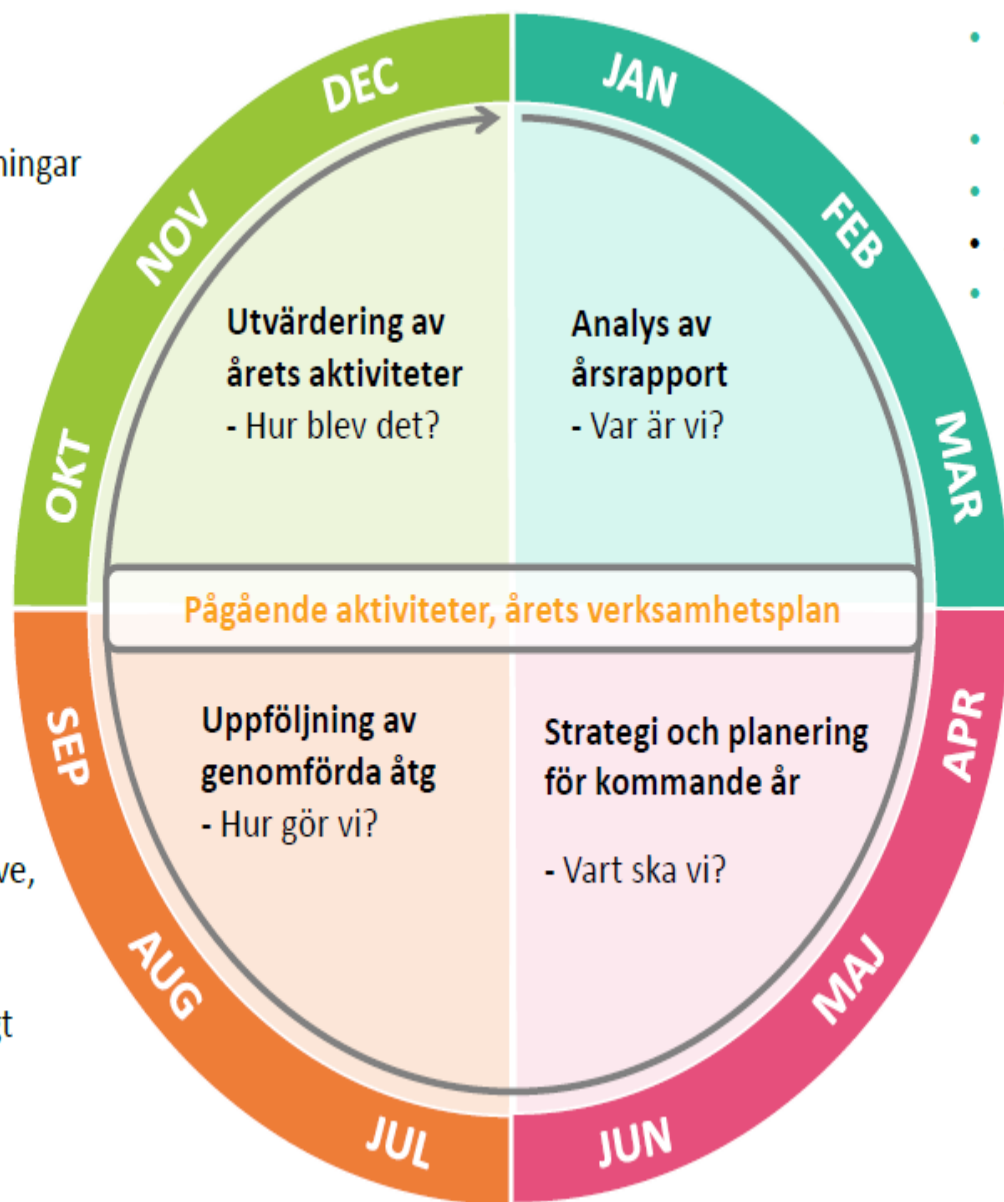 DEC
JAN
NOV
FEB
OKT
MAR
Utvärdering av
årets aktiviteter
- Hur blev det?
Analys av
årsrapport
- Var är vi?
Pågående aktiviteter, årets verksamhetsplan
SEP
APR
Uppföljning av
genomförda åtg
- Hur gör vi?
Strategi och planering
för kommande år
- Vart ska vi?
AUG
MAJ
JUL
JUN